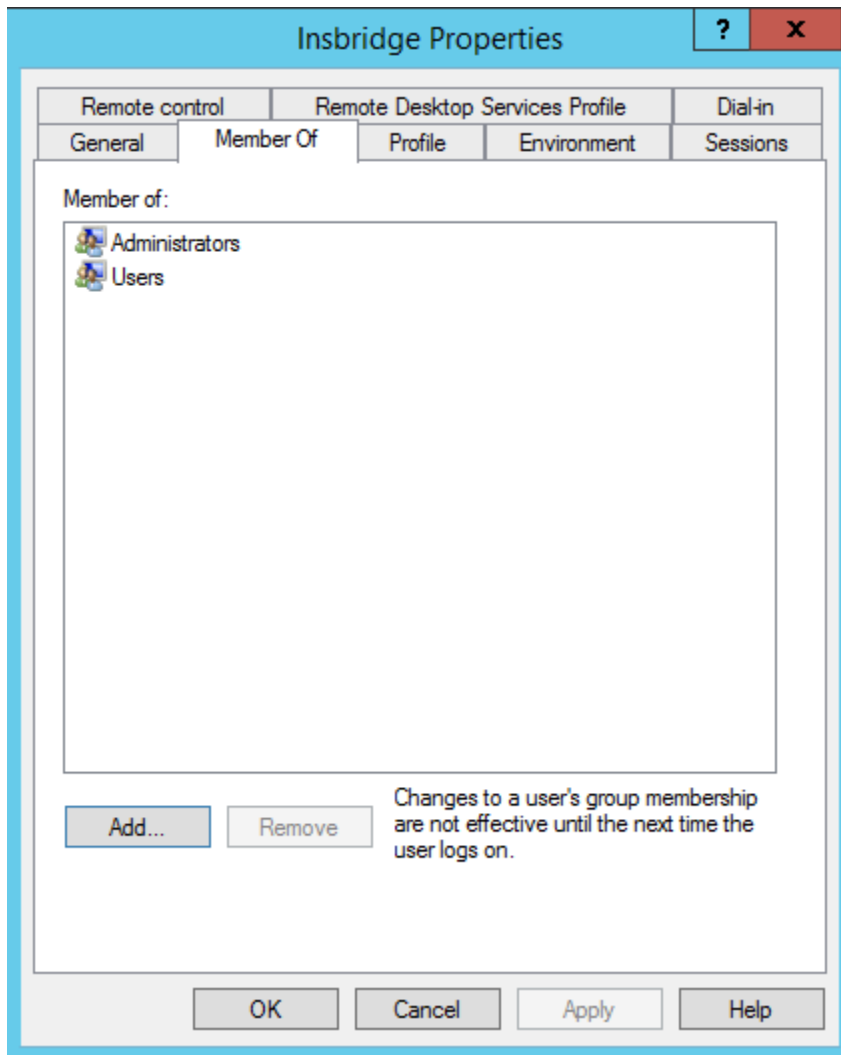 Insbridge Properties
?
x
Remote control
Remote Desktop Services Profile
Dial-in
General
Member Of
Profile
Environment
Sessions
Member of:
Administrators
Users
Add...
Remove
Changes to a user's group membership
are not effective until the next time the
user logs on.
OK
Cancel
Apply
Help